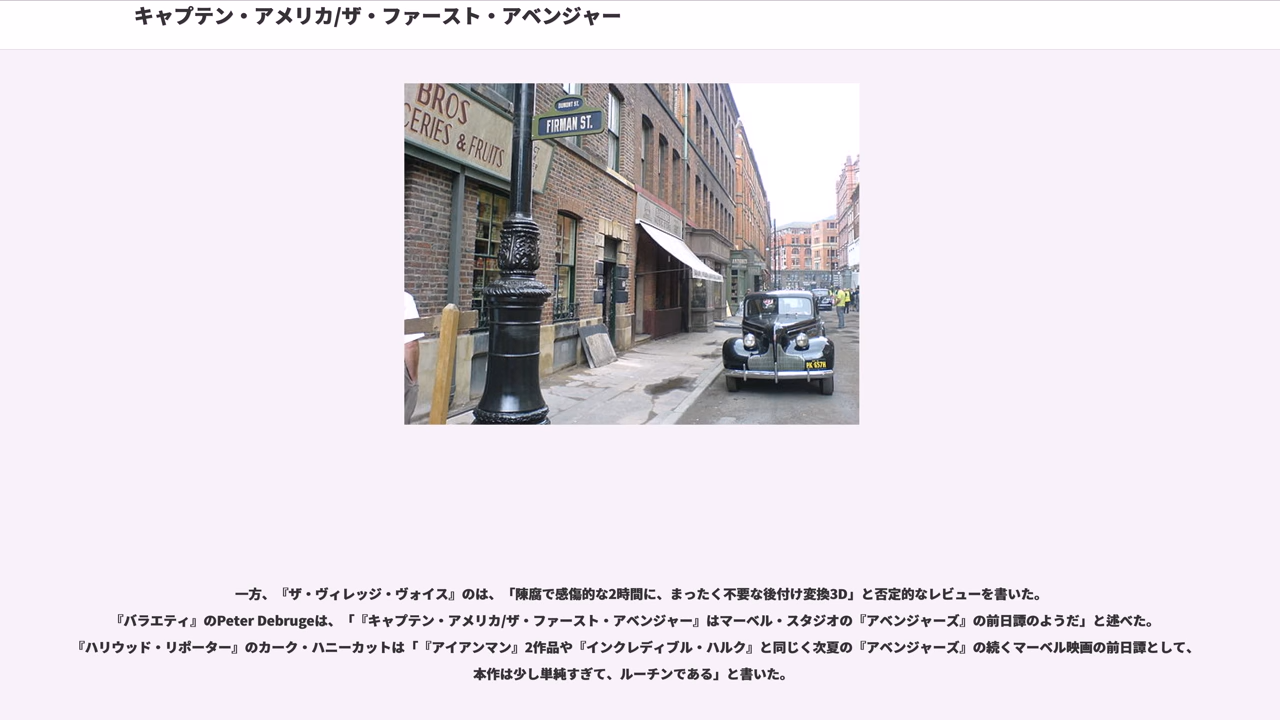 キャプテン・アメリカ/ザ・ファースト・アベンジャー
BROS
CERIES & FRUITS
DUMONT ST.
FIRMAN ST.
一方、『ザ・ヴィレッジ・ヴォイス』のは、「陳腐で感傷的な2時間に、まったく不要な後付け変換3D」と否定的なレビューを書いた。
『バラエティ』のPeter Debrugeは、「『キャプテン・アメリカ/ザ・ファースト・アベンジャー』はマーベル・スタジオの『アベンジャーズ』の前日譚のようだ」と述べた。
『ハリウッド・リポーター』のカーク・ハニーカットは「『アイアンマン』2作品や『インクレディブル・ハルク』と同じく次夏の『アベンジャーズ』の続くマーベル映画の前日譚として、
本作は少し単純すぎて、ルーチンである」と書いた。